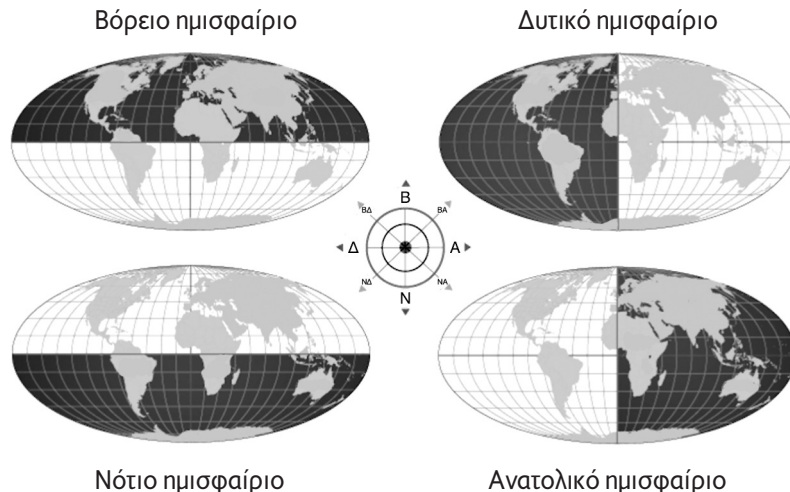 Βόρειο ημισφαίριο
Δυτικό ημισφαίριο
Β
ΒΔ
ΒΑ
Δ
Α
ΝΔ
ΝΑ
Ν
Νότιο ημισφαίριο
Ανατολικό ημισφαίριο